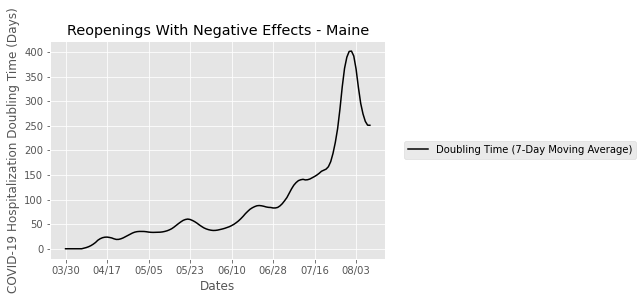 Reopenings With Negative Effects - Maine
COVID-19 Hospitalization Doubling Time (Days)
400
350
300
250
200
150
100
50
0
03/30 04/17 05/05 05/23 06/10 06/28 07/16 08/03
Dates
Doubling Time (7-Day Moving Average)